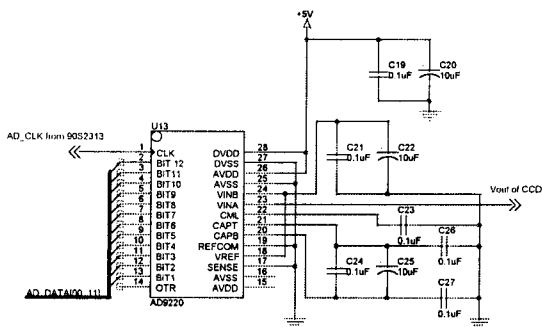 +5V
C19
0.1uF
C20
10uF
U13
AD_CLK from 90S2313
1 CLK DVDD 28
2 BIT 12 DVSS 27
3 BIT11 AVDD 26
4 BIT10 AVSS 25
5 BIT9 VINB 24
6 BIT8 VINA 23
7 BIT7 CML 22
8 BIT6 CAPT 21
9 BIT5 CAPB 20
10 BIT4 REFCOM 19
11 BIT3 VREF 18
12 BIT2 SENSE 17
13 BIT1 AVSS 16
14 OTR AVDD 15
AD9220
AD_DATA[00..11]
C21
0.1uF
C22
10uF
Vout of CCD
C23
0.1uF
C26
0.1uF
C24
0.1uF
C25
10uF
C27
0.1uF